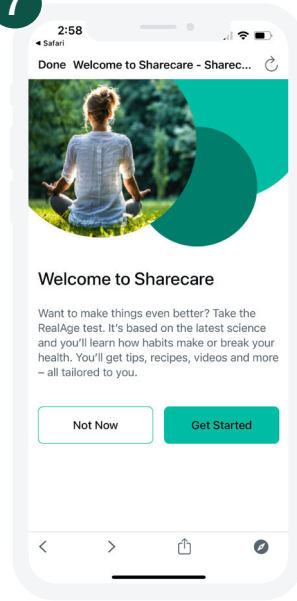 7
2:58
◄ Safari
Done Welcome to Sharecare - Sharec...
Welcome to Sharecare
Want to make things even better? Take the
RealAge test. It's based on the latest science
and you'll learn how habits make or break your
health. You'll get tips, recipes, videos and more
– all tailored to you.
Not Now Get Started